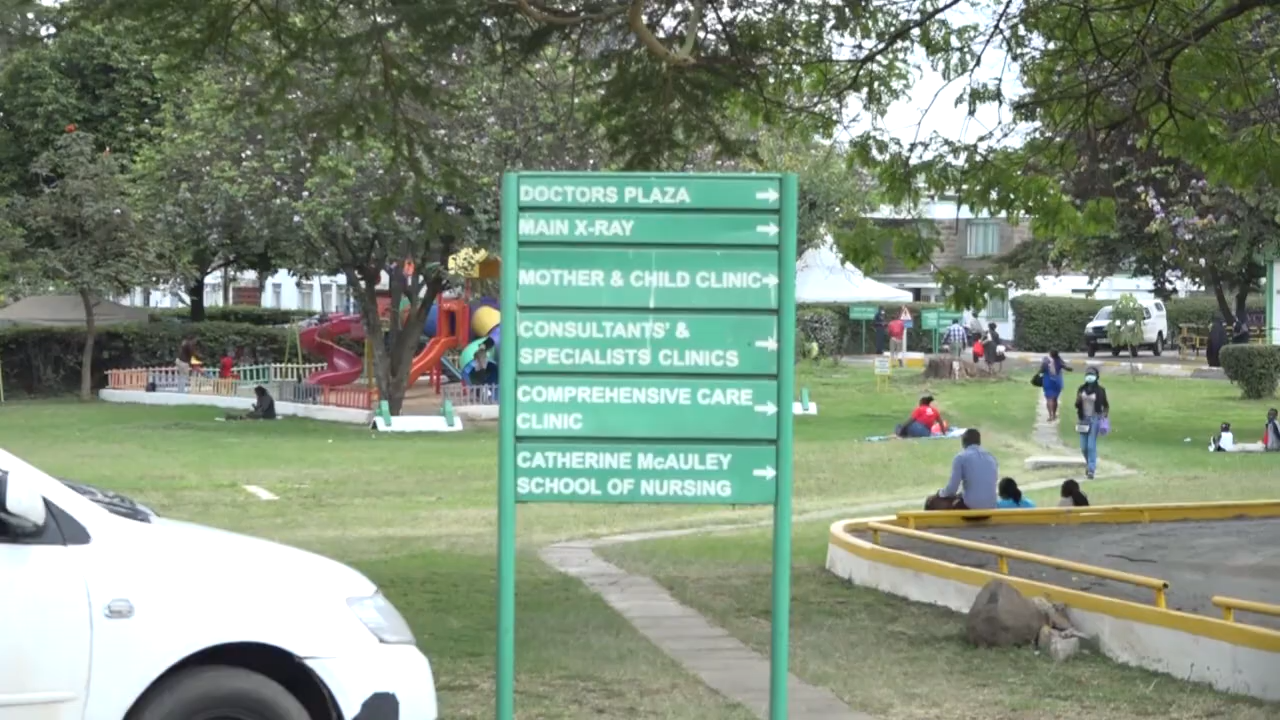 DOCTORS PLAZA
MAIN X-RAY
MOTHER & CHILD CLINIC
CONSULTANTS' &
SPECIALISTS CLINICS
COMPREHENSIVE CARE
CLINIC
CATHERINE McAULEY
SCHOOL OF NURSING